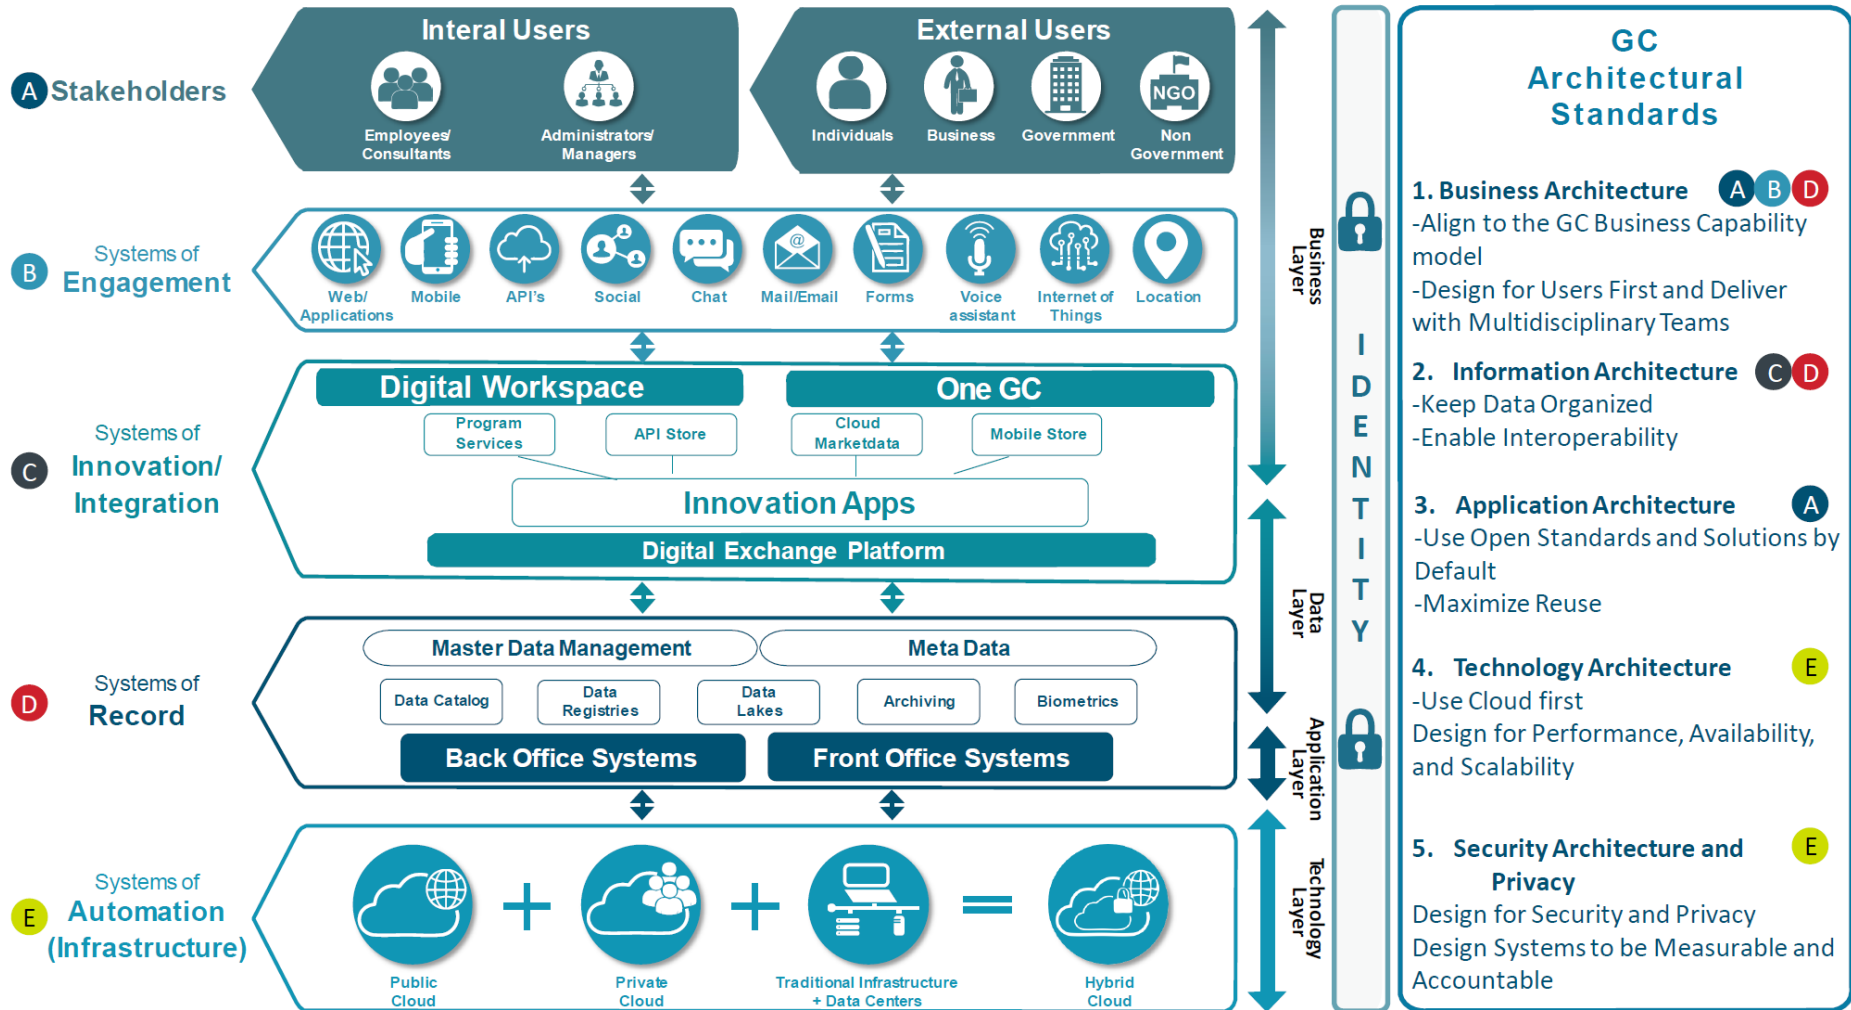 Interal Users
External Users
A Stakeholders
Employees/
Consultants
Administrators/
Managers
Individuals
Business
Government
NGO
Non
Government
B
Systems of
Engagement
@
Web/
Applications
Mobile
API's
Social
Chat
Mail/Email
Forms
Voice
assistant
Internet of
Things
Location
C
Systems of
Innovation/
Integration
Digital Workspace
One GC
Program
Services
API Store
Cloud
Marketdata
Mobile Store
Innovation Apps
Digital Exchange Platform
D
Systems of
Record
Master Data Management
Meta Data
Data Catalog
Data
Registries
Data
Lakes
Archiving
Biometrics
Back Office Systems
Front Office Systems
E
Systems of
Automation
(Infrastructure)
Public
Cloud
+
Private
Cloud
+
Traditional Infrastructure
+ Data Centers
=
Hybrid
Cloud
Business
Layer
Data
Layer
Application
Layer
Technology
Layer
IDENTITY
GC
Architectural
Standards
1. Business Architecture A B D
-Align to the GC Business Capability
model
-Design for Users First and Deliver
with Multidisciplinary Teams
2. Information Architecture C D
-Keep Data Organized
-Enable Interoperability
3. Application Architecture A
-Use Open Standards and Solutions by
Default
-Maximize Reuse
4. Technology Architecture E
-Use Cloud first
Design for Performance, Availability,
and Scalability
5. Security Architecture and E
Privacy
Design for Security and Privacy
Design Systems to be Measurable and
Accountable